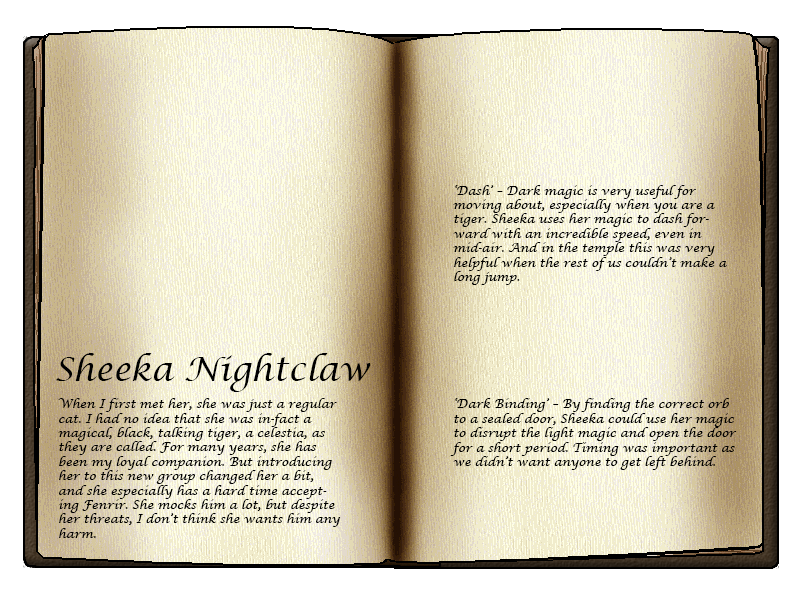 Sheeka Nightclaw
When I first met her, she was just a regular
cat. I had no idea that she was in-fact a
magical, black, talking tiger, a celestia, as
they are called. For many years, she has
been my loyal companion. But introducing
her to this new group changed her a bit,
and she especially has a hard time accept-
ing Fenrir. She mocks him a lot, but despite
her threats, I don't think she wants him any
harm.
'Dash' – Dark magic is very useful for
moving about, especially when you are a
tiger. Sheeka uses her magic to dash for-
ward with an incredible speed, even in
mid-air. And in the temple this was very
helpful when the rest of us couldn't make a
long jump.
'Dark Binding' – By finding the correct orb
to a sealed door, Sheeka could use her magic
to disrupt the light magic and open the door
for a short period. Timing was important as
we didn't want anyone to get left behind.